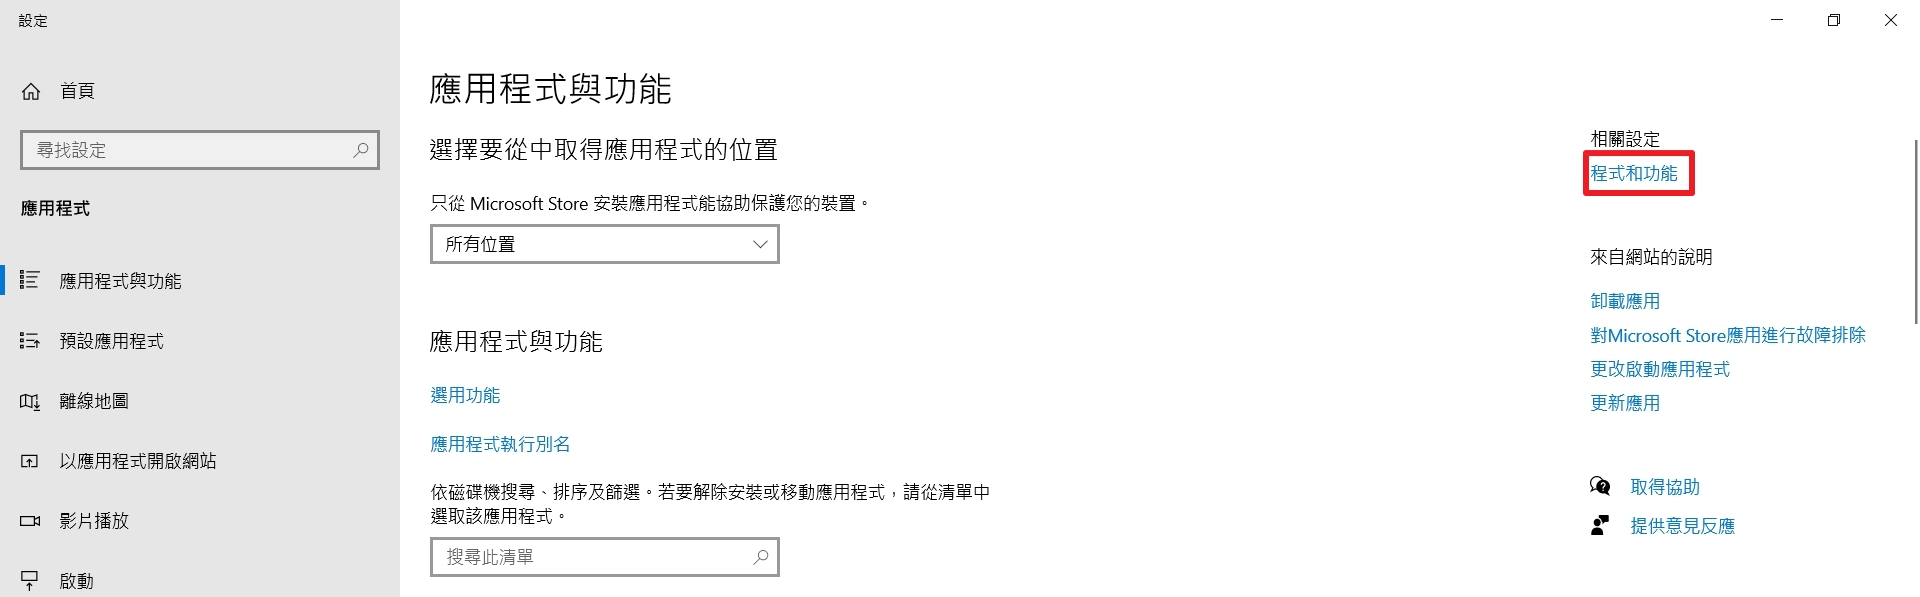 設定
首頁
尋找設定
應用程式
應用程式與功能
預設應用程式
離線地圖
以應用程式開啟網站
影片播放
啟動
應用程式與功能
選擇要從中取得應用程式的位置
只從 Microsoft Store 安裝應用程式能協助保護您的裝置。
所有位置
應用程式與功能
選用功能
應用程式執行別名
依磁碟機搜尋、排序及篩選。若要解除安裝或移動應用程式，請從清單中
選取該應用程式。
搜尋此清單
相關設定
程式和功能
來自網站的說明
卸載應用
對Microsoft Store應用進行故障排除
更改啟動應用程式
更新應用
取得協助
提供意見反應